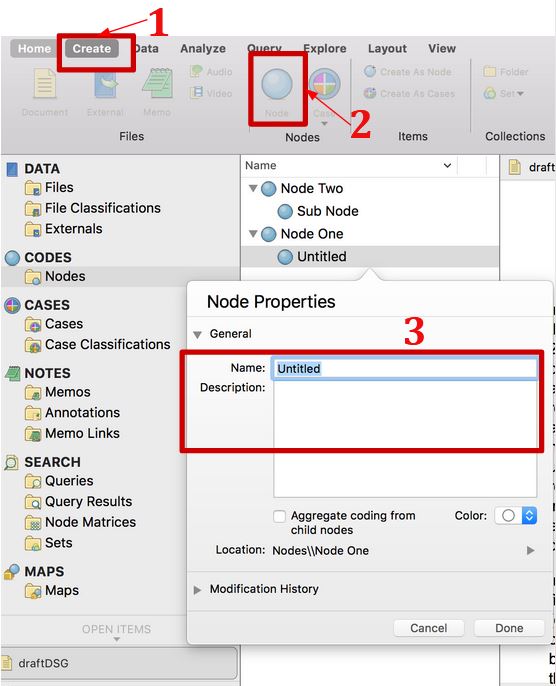 1
Home Create Data Analyze Query Explore Layout View
Audio
Video
Document External Memo
Node Case
2
Create As Node
Create As Cases
Folder
Set
Files Nodes Items Collections
DATA
Files
File Classifications
Externals
CODES
Nodes
CASES
Cases
Case Classifications
NOTES
Memos
Annotations
Memo Links
SEARCH
Queries
Query Results
Node Matrices
Sets
MAPS
Maps
OPEN ITEMS
draftDSG
Name
Node Two
Sub Node
Node One
Untitled
draf
Node Properties
General
3
Name: Untitled
Description:
Aggregate coding from
child nodes
Color:
Location: Nodes\\Node One
Modification History
Cancel Done